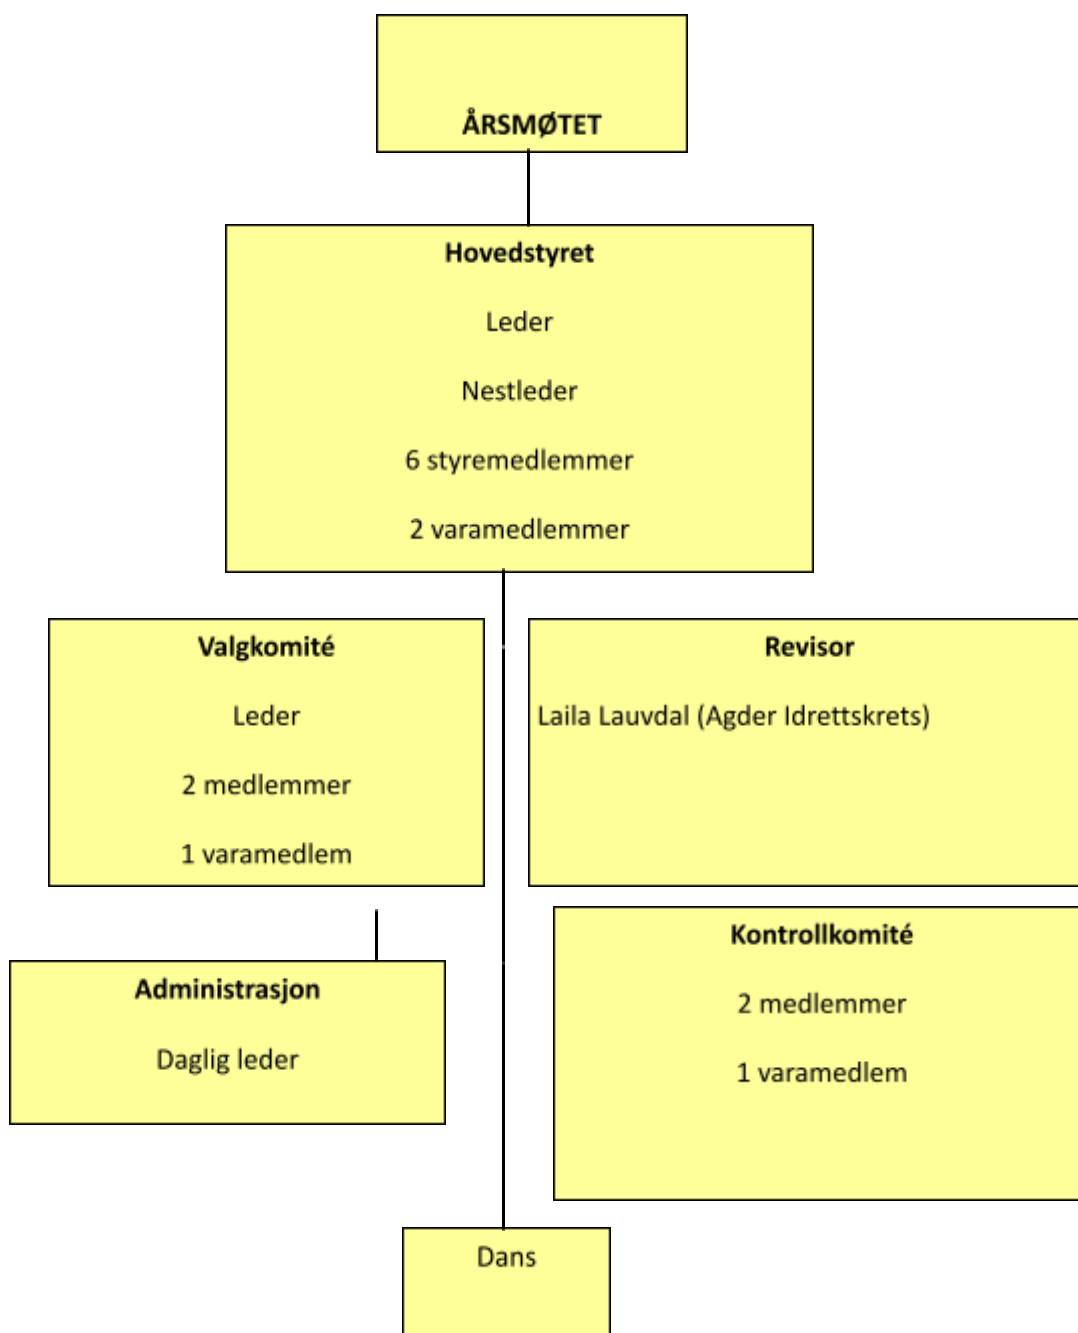 ÅRSMØTET
Hovedstyret
Leder
Nestleder
6 styremedlemmer
2 varamedlemmer
Valgkomité
Leder
2 medlemmer
1 varamedlem
Revisor
Laila Lauvdal (Agder Idrettskrets)
Administrasjon
Daglig leder
Kontrollkomité
2 medlemmer
1 varamedlem
Dans